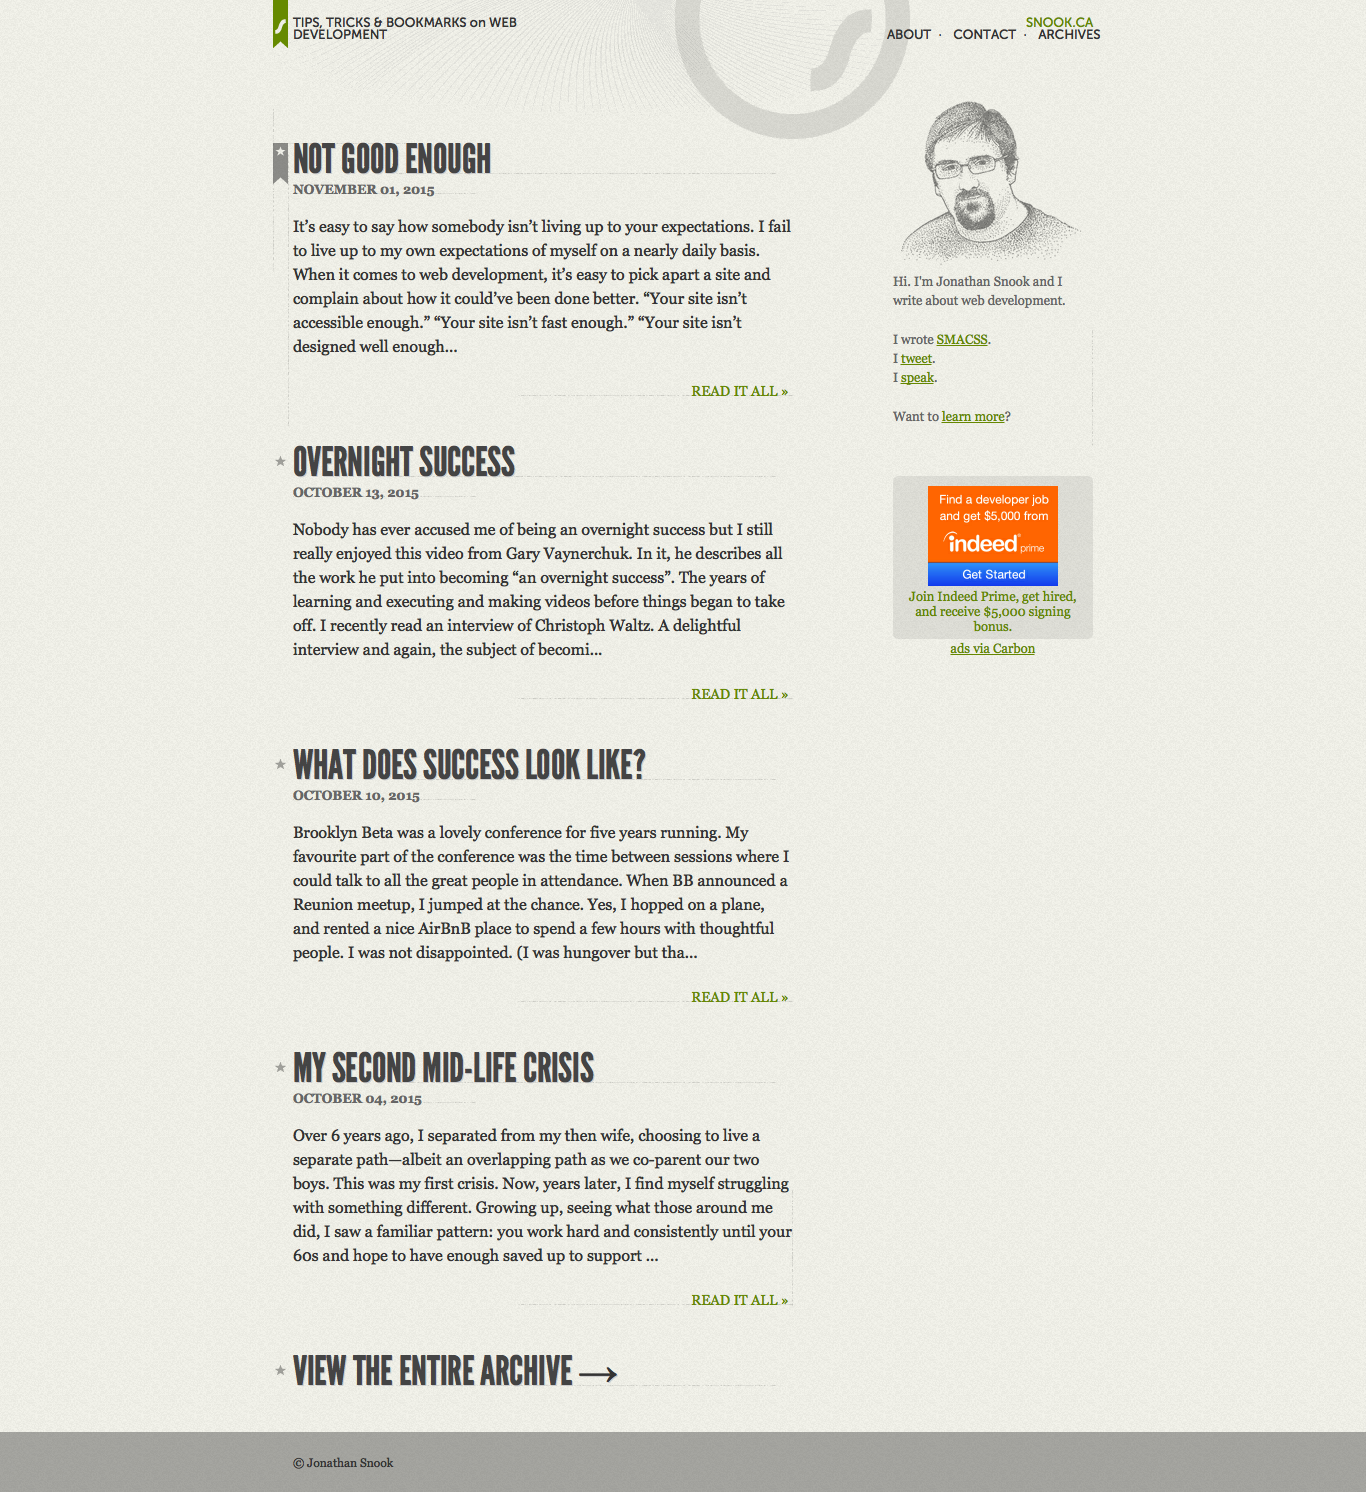 TIPS, TRICKS & BOOKMARKS on WEB
DEVELOPMENT
SNOOK.CA
ABOUT · CONTACT · ARCHIVES
NOT GOOD ENOUGH
NOVEMBER 01, 2015
It’s easy to say how somebody isn’t living up to your expectations. I fail
to live up to my own expectations of myself on a nearly daily basis.
When it comes to web development, it’s easy to pick apart a site and
complain about how it could’ve been done better. “Your site isn’t
accessible enough.” “Your site isn’t fast enough.” “Your site isn’t
designed well enough...
READ IT ALL »
OVERNIGHT SUCCESS
OCTOBER 13, 2015
Nobody has ever accused me of being an overnight success but I still
really enjoyed this video from Gary Vaynerchuk. In it, he describes all
the work he put into becoming “an overnight success”. The years of
learning and executing and making videos before things began to take
off. I recently read an interview of Christoph Waltz. A delightful
interview and again, the subject of becomi...
READ IT ALL »
WHAT DOES SUCCESS LOOK LIKE?
OCTOBER 10, 2015
Brooklyn Beta was a lovely conference for five years running. My
favourite part of the conference was the time between sessions where I
could talk to all the great people in attendance. When BB announced a
Reunion meetup, I jumped at the chance. Yes, I hopped on a plane,
and rented a nice AirBnB place to spend a few hours with thoughtful
people. I was not disappointed. (I was hungover but tha...
READ IT ALL »
MY SECOND MID-LIFE CRISIS
OCTOBER 04, 2015
Over 6 years ago, I separated from my then wife, choosing to live a
separate path—albeit an overlapping path as we co-parent our two
boys. This was my first crisis. Now, years later, I find myself struggling
with something different. Growing up, seeing what those around me
did, I saw a familiar pattern: you work hard and consistently until your
60s and hope to have enough saved up to support ...
READ IT ALL »
VIEW THE ENTIRE ARCHIVE →
Hi. I'm Jonathan Snook and I
write about web development.
I wrote SMACSS.
I tweet.
I speak.
Want to learn more?
Find a developer job
and get $5,000 from
indeed prime
Get Started
Join Indeed Prime, get hired,
and receive $5,000 signing
bonus.
ads via Carbon
© Jonathan Snook